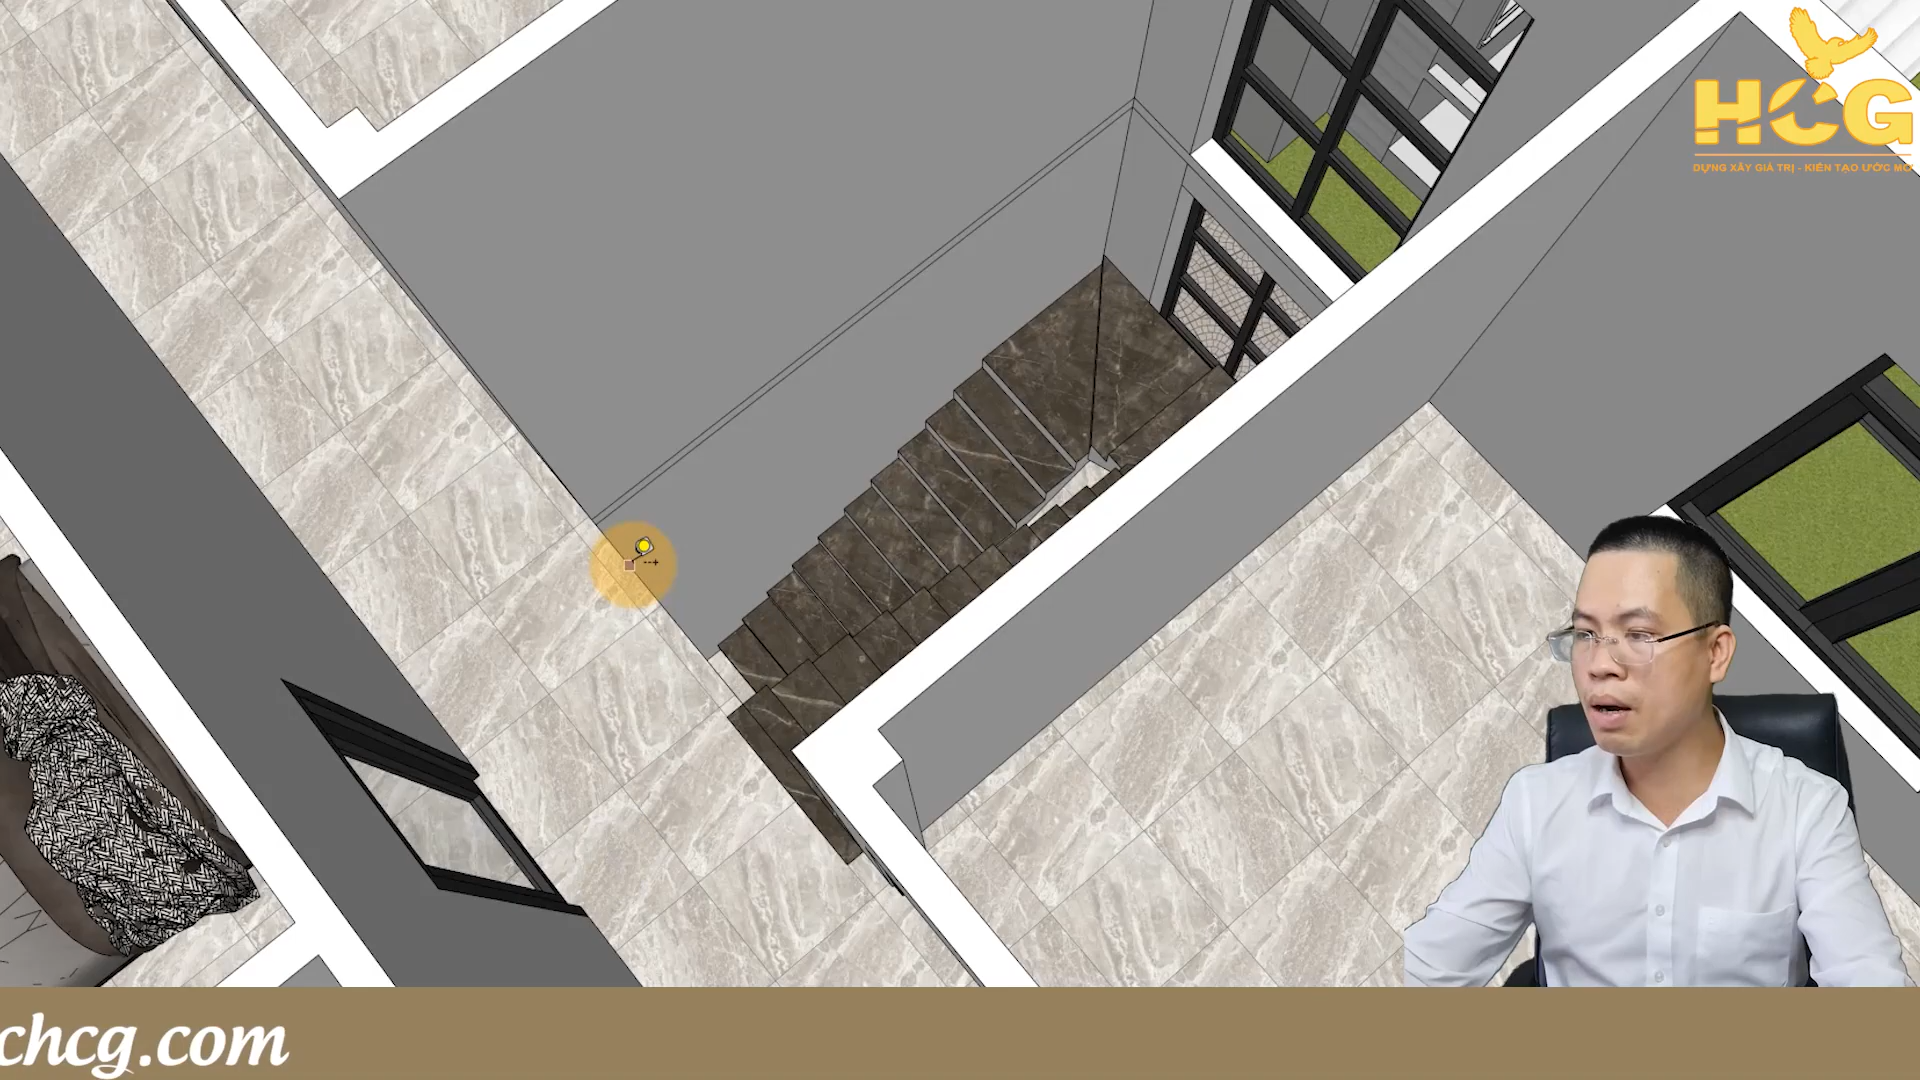 HCG
DỰNG XÂY GIÁ TRỊ - KIẾN TẠO ƯỚC MƠ
chcg.com